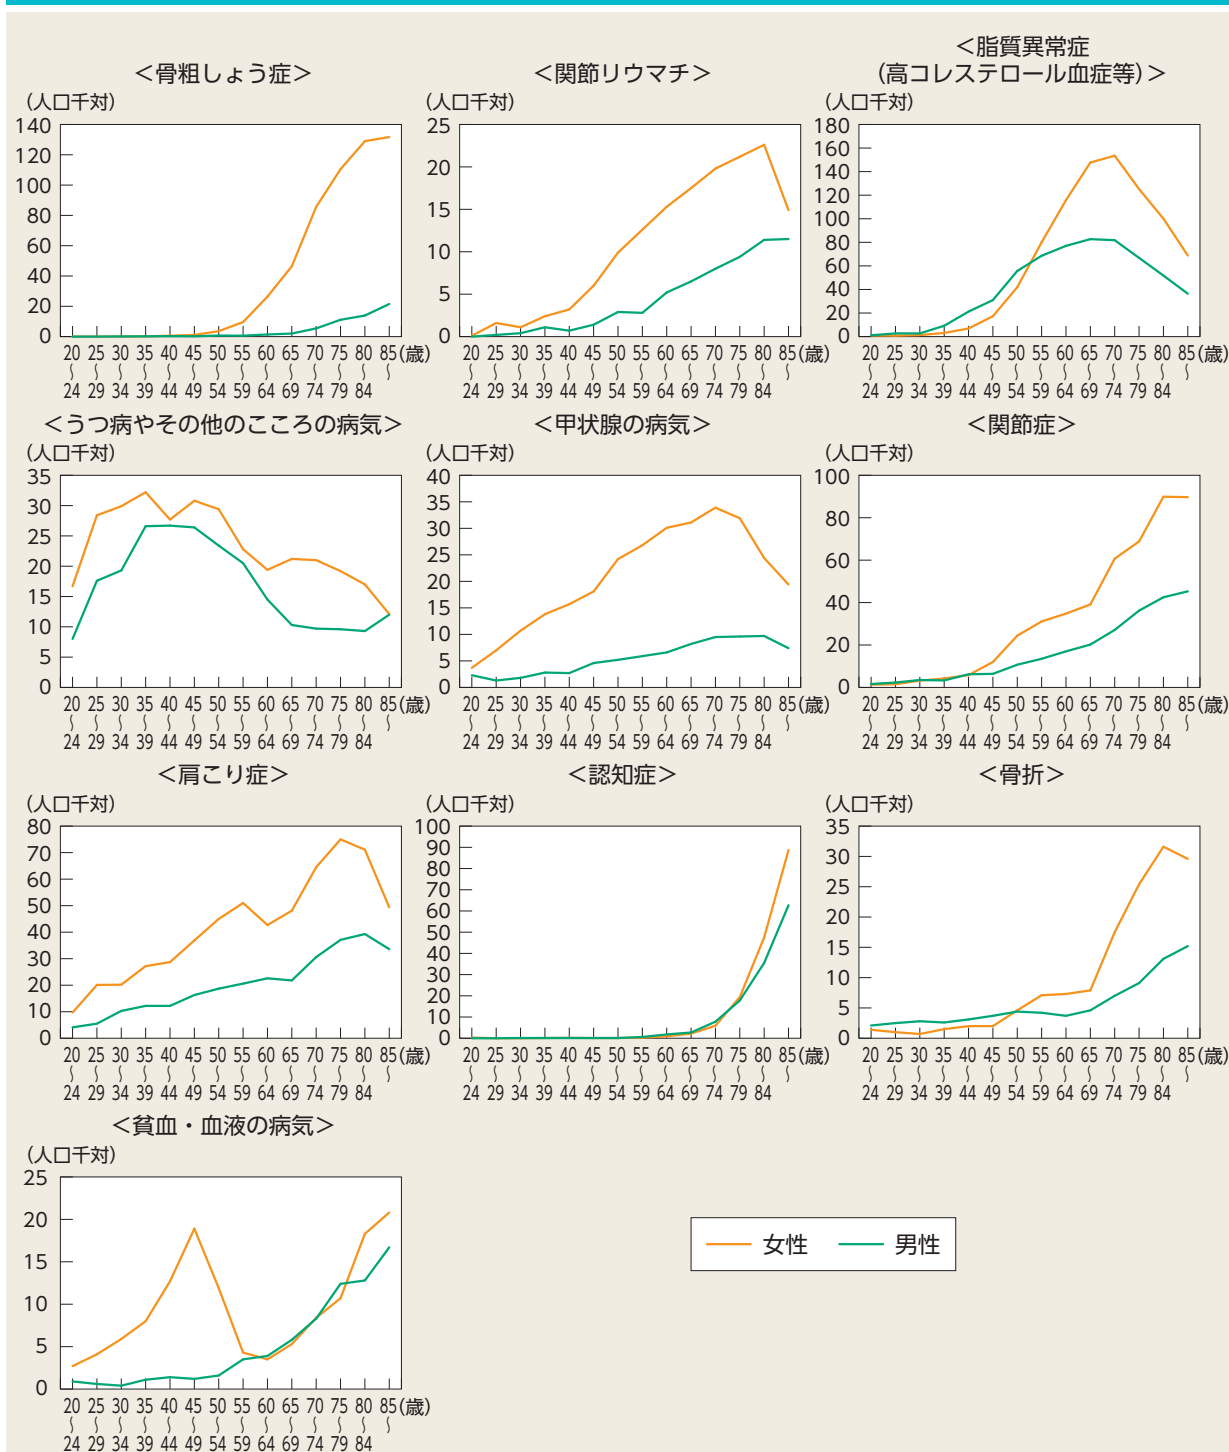 ＜骨粗しょう症＞
(人口千対)
140
120
100
80
60
40
20
0
20 25 30 35 40 45 50 55 60 65 70 75 80 85(歳)
～ ～ ～ ～ ～ ～ ～ ～ ～ ～ ～ ～ ～ ～
24 29 34 39 44 49 54 59 64 69 74 79 84
＜関節リウマチ＞
(人口千対)
25
20
15
10
5
0
20 25 30 35 40 45 50 55 60 65 70 75 80 85(歳)
～ ～ ～ ～ ～ ～ ～ ～ ～ ～ ～ ～ ～ ～
24 29 34 39 44 49 54 59 64 69 74 79 84
＜脂質異常症
(高コレステロール血症等)＞
(人口千対)
180
160
140
120
100
80
60
40
20
0
20 25 30 35 40 45 50 55 60 65 70 75 80 85(歳)
～ ～ ～ ～ ～ ～ ～ ～ ～ ～ ～ ～ ～ ～
24 29 34 39 44 49 54 59 64 69 74 79 84
＜うつ病やその他のこころの病気＞
(人口千対)
35
30
25
20
15
10
5
0
20 25 30 35 40 45 50 55 60 65 70 75 80 85(歳)
～ ～ ～ ～ ～ ～ ～ ～ ～ ～ ～ ～ ～ ～
24 29 34 39 44 49 54 59 64 69 74 79 84
＜甲状腺の病気＞
(人口千対)
40
35
30
25
20
15
10
5
0
20 25 30 35 40 45 50 55 60 65 70 75 80 85(歳)
～ ～ ～ ～ ～ ～ ～ ～ ～ ～ ～ ～ ～ ～
24 29 34 39 44 49 54 59 64 69 74 79 84
＜関節症＞
(人口千対)
100
80
60
40
20
0
20 25 30 35 40 45 50 55 60 65 70 75 80 85(歳)
～ ～ ～ ～ ～ ～ ～ ～ ～ ～ ～ ～ ～ ～
24 29 34 39 44 49 54 59 64 69 74 79 84
＜肩こり症＞
(人口千対)
80
70
60
50
40
30
20
10
0
20 25 30 35 40 45 50 55 60 65 70 75 80 85(歳)
～ ～ ～ ～ ～ ～ ～ ～ ～ ～ ～ ～ ～ ～
24 29 34 39 44 49 54 59 64 69 74 79 84
＜認知症＞
(人口千対)
100
90
80
70
60
50
40
30
20
10
0
20 25 30 35 40 45 50 55 60 65 70 75 80 85(歳)
～ ～ ～ ～ ～ ～ ～ ～ ～ ～ ～ ～ ～ ～
24 29 34 39 44 49 54 59 64 69 74 79 84
＜骨折＞
(人口千対)
35
30
25
20
15
10
5
0
20 25 30 35 40 45 50 55 60 65 70 75 80 85(歳)
～ ～ ～ ～ ～ ～ ～ ～ ～ ～ ～ ～ ～ ～
24 29 34 39 44 49 54 59 64 69 74 79 84
＜貧血・血液の病気＞
(人口千対)
25
20
15
10
5
0
20 25 30 35 40 45 50 55 60 65 70 75 80 85(歳)
～ ～ ～ ～ ～ ～ ～ ～ ～ ～ ～ ～ ～ ～
24 29 34 39 44 49 54 59 64 69 74 79 84
女性 男性